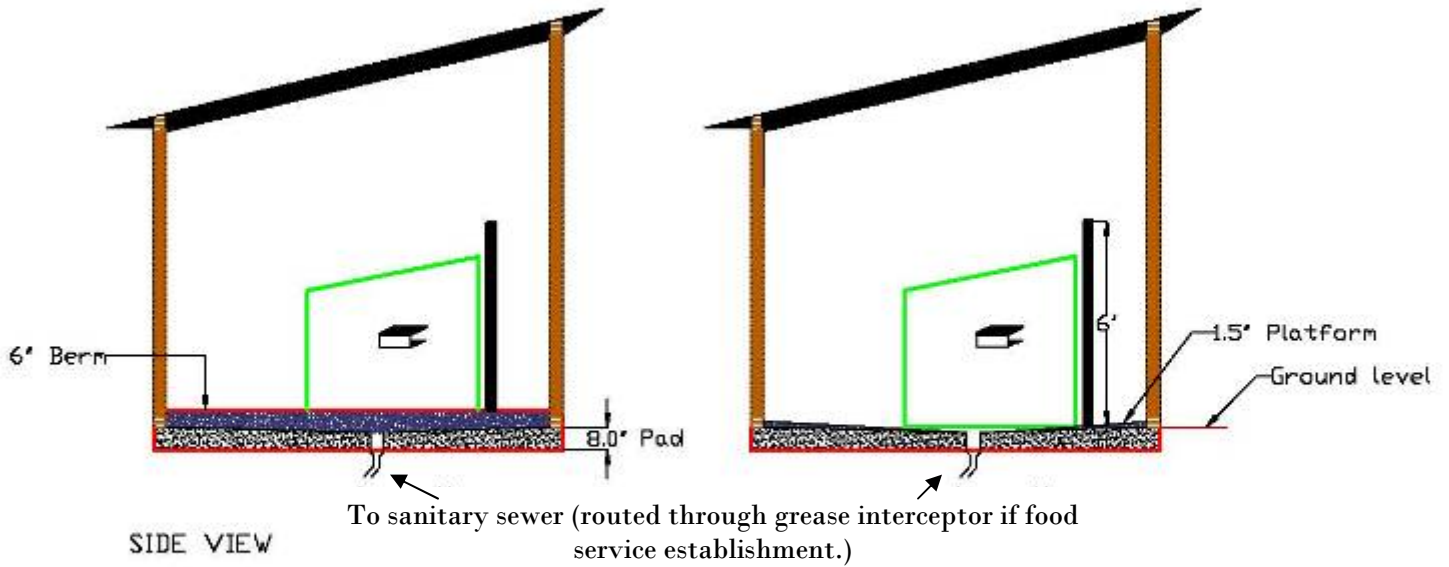 6" Berm
8.0" Pad
6'
1.5" Platform
Ground level
To sanitary sewer (routed through grease interceptor if food
service establishment.)
SIDE VIEW